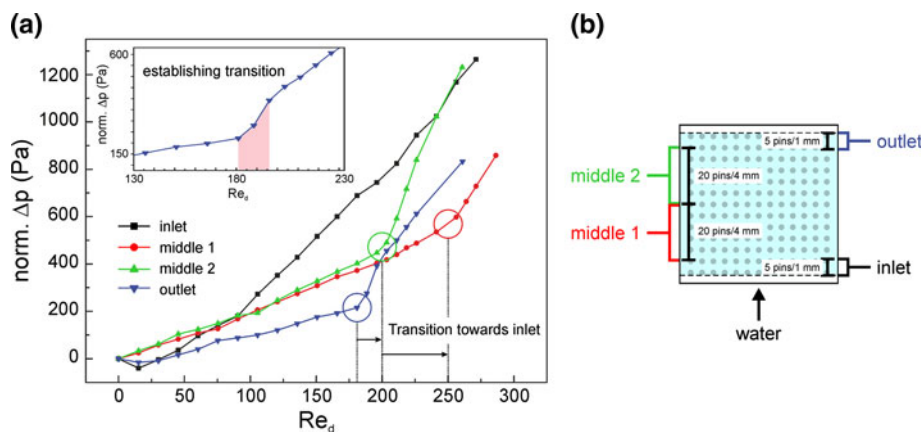 (a)
norm. Δp (Pa)
1200
1000
800
600
400
200
0
0 50 100 150 200 250 300
Re_d
inlet
middle 1
middle 2
outlet
Transition towards inlet
establishing transition
norm. Δp (Pa)
600
150
130 180 230
Re_d
(b)
5 pins/1 mm
outlet
middle 2
20 pins/4 mm
middle 1
20 pins/4 mm
5 pins/1 mm
inlet
water